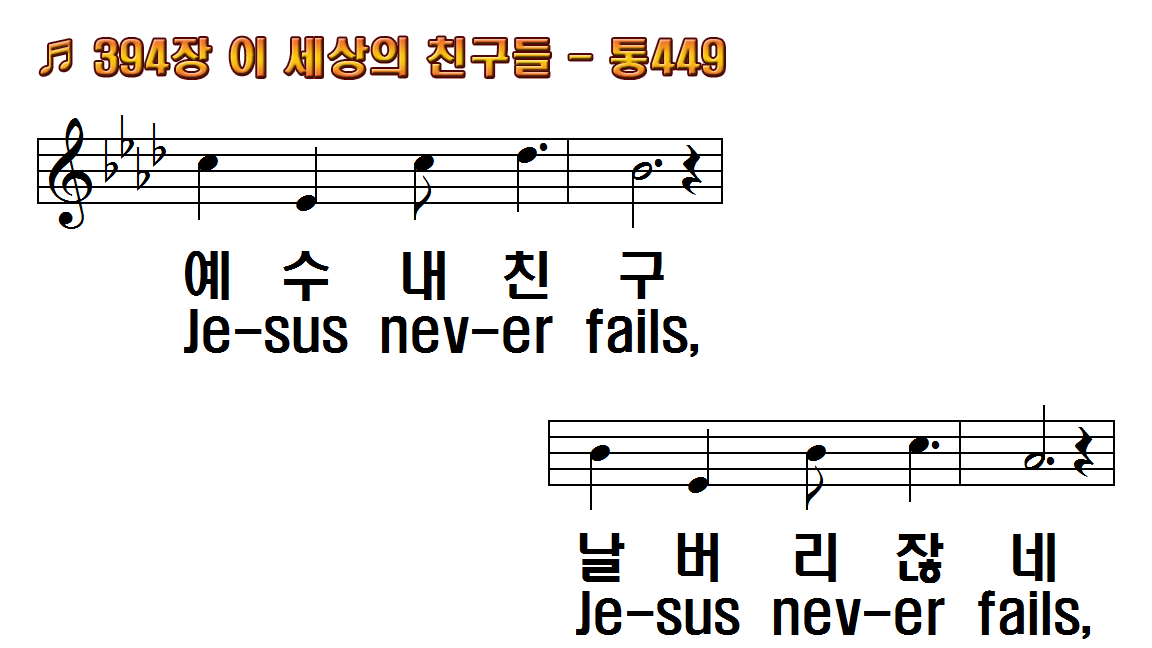 ♬ 394장 이 세상의 친구들 - 통449
예 수 내 친 구
Je-sus nev-er fails,
날 버 리 잖 네
Je-sus nev-er fails,